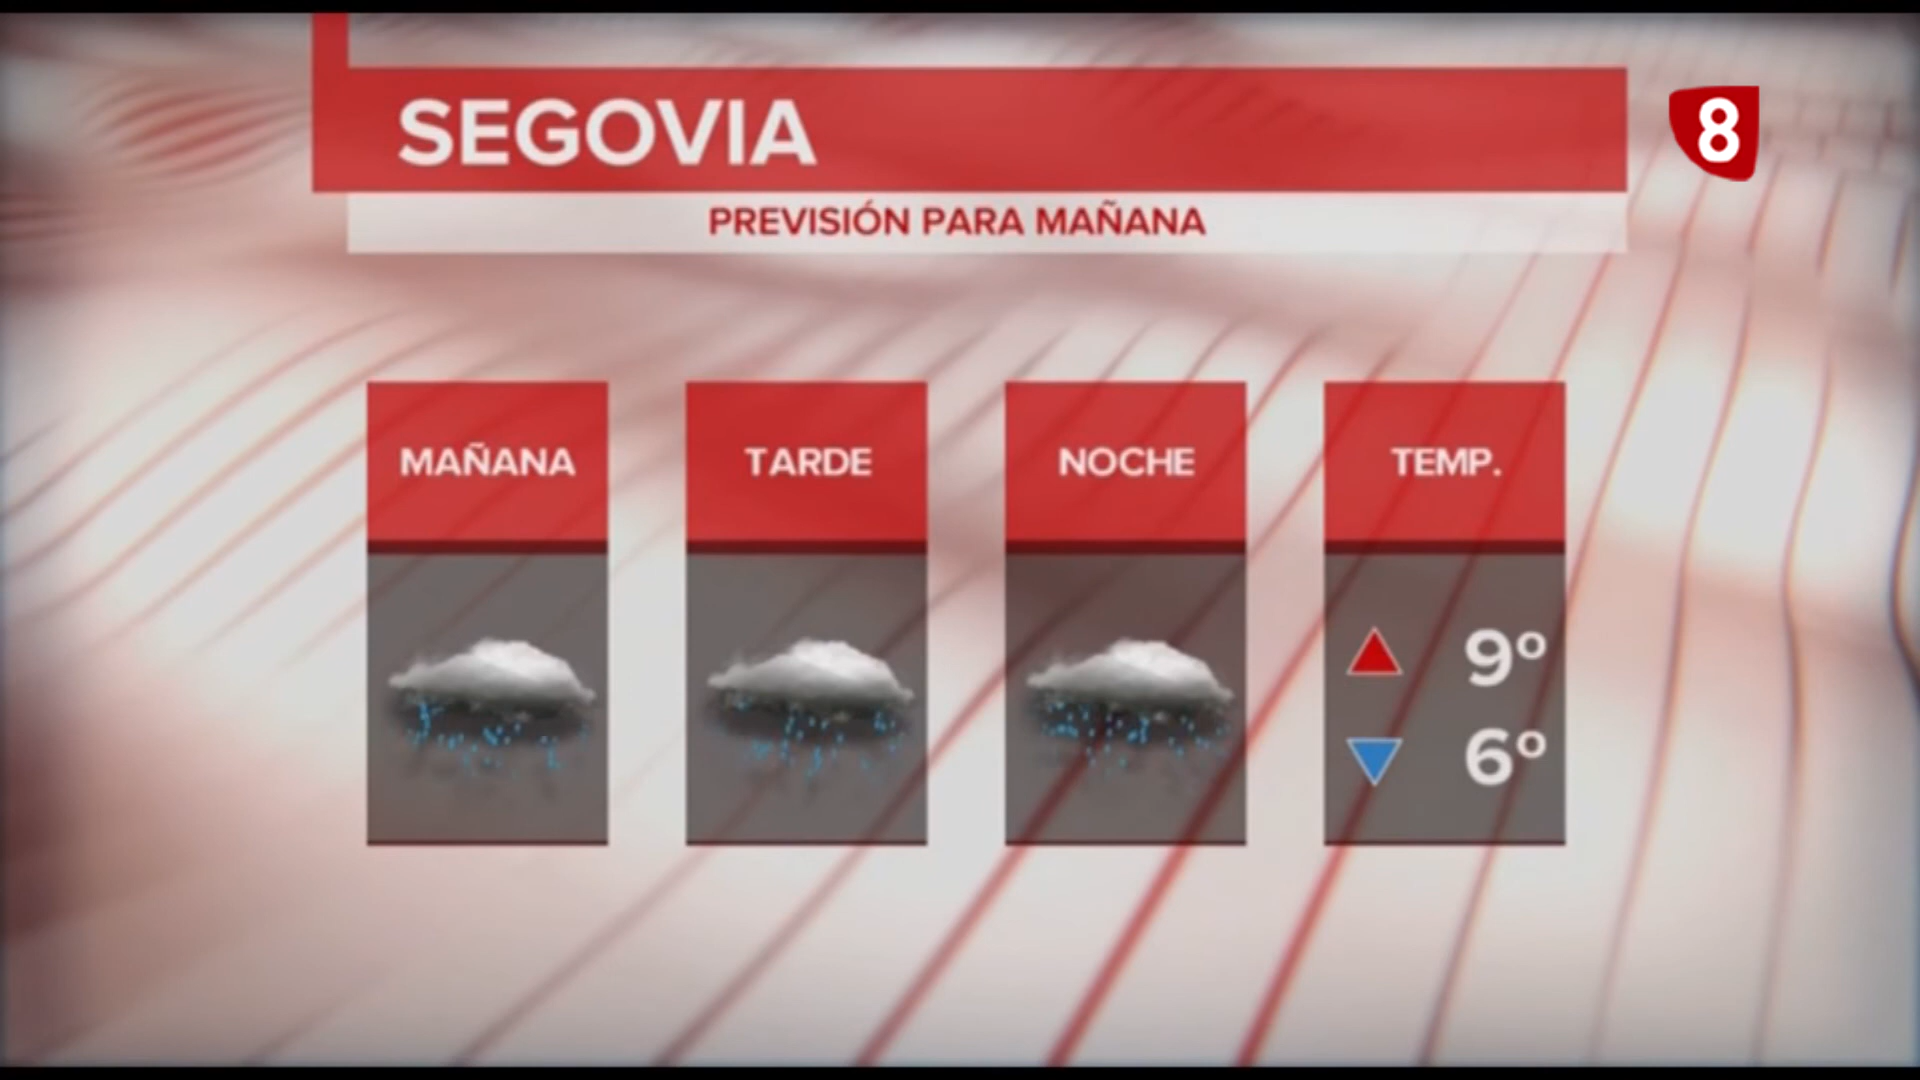 SEGOVIA
8
PREVISIÓN PARA MAÑANA
MAÑANA
TARDE
NOCHE
TEMP.
9º
6º